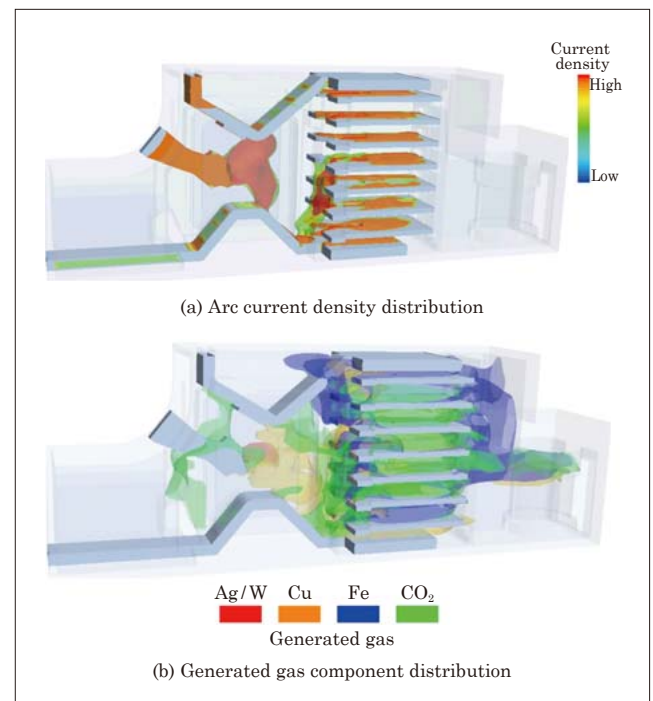 Current
density
High
Low
(a) Arc current density distribution
Ag/W Cu Fe CO₂
Generated gas
(b) Generated gas component distribution